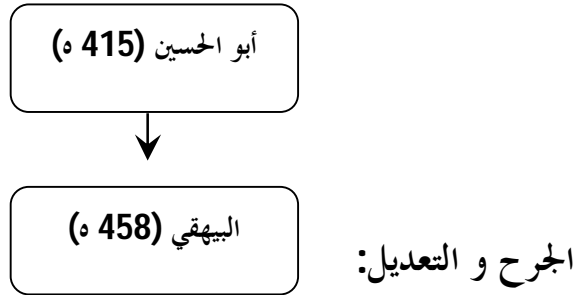 أبو الحسين (415 ه)
البيهقي (458 ه)
الجرح و التعديل: